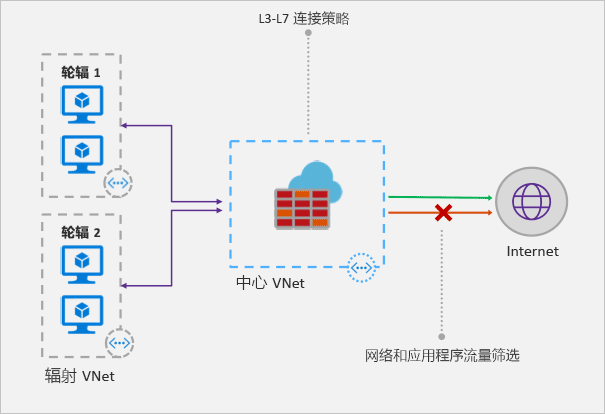 L3-L7 连接策略
轮辐 1
轮辐 2
辐射 VNet
中心 VNet
Internet
网络和应用程序流量筛选